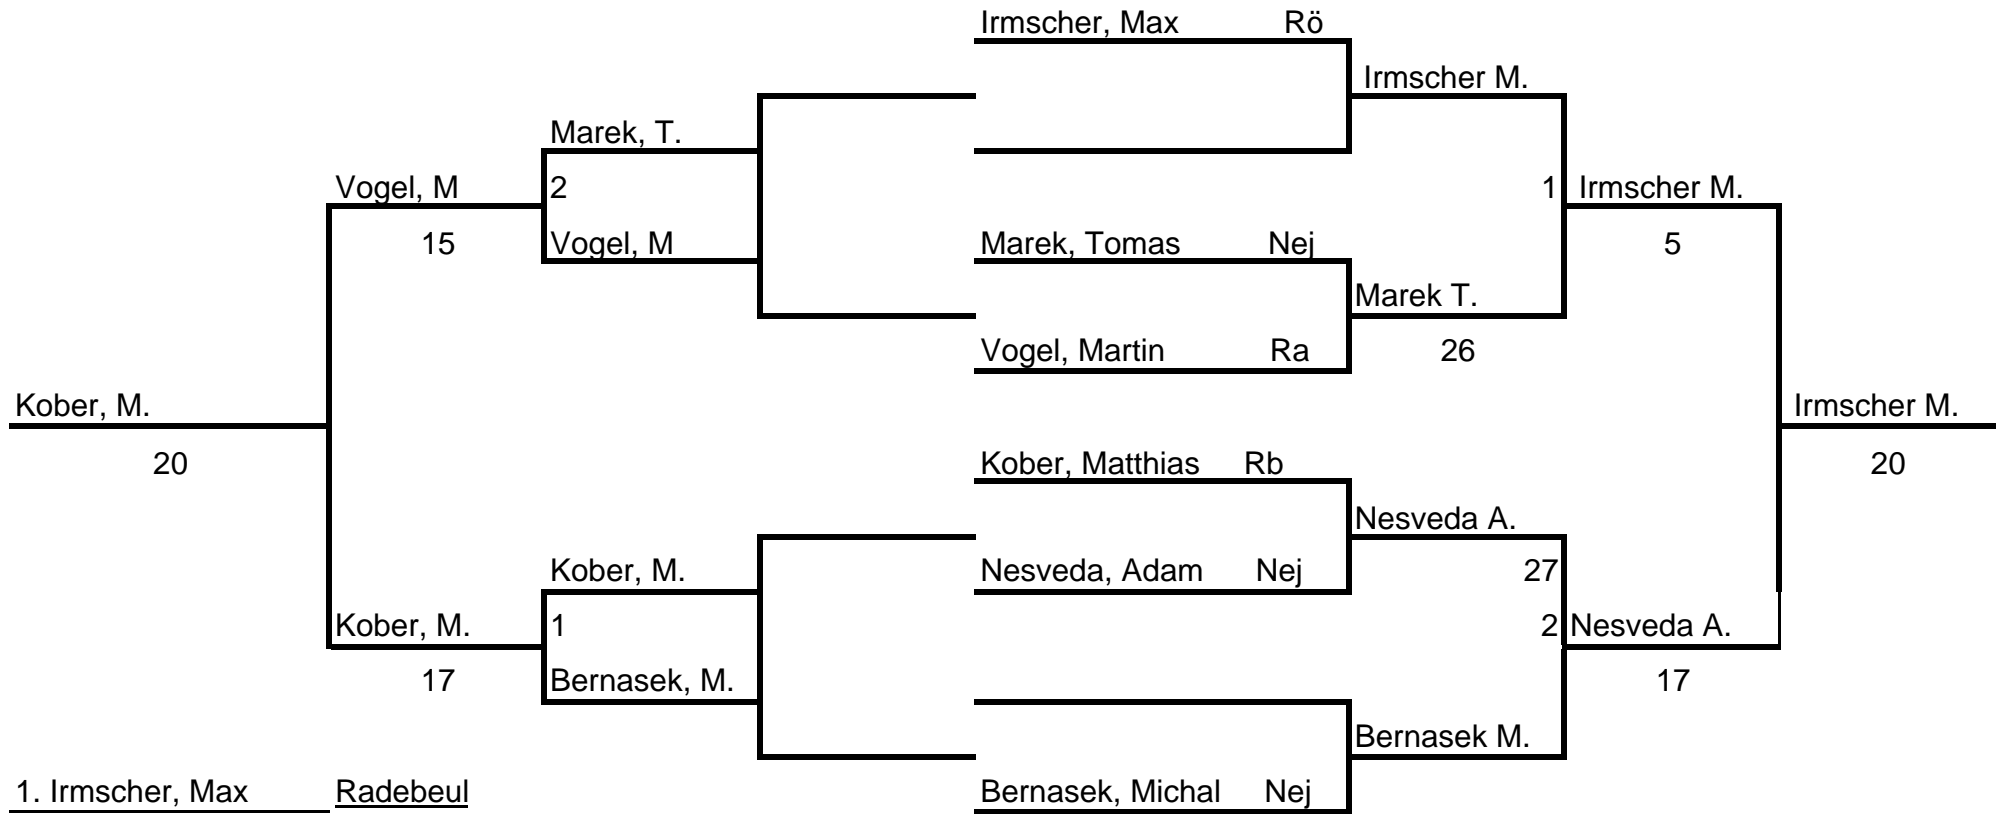 Irmscher, Max Rö
Irmscher M.
Marek, T.
Vogel, M 2 1 Irmscher M.
15 Vogel, M Marek, Tomas Nej 5
Marek T.
Vogel, Martin Ra 26
Kober, M. Irmscher M.
20 Kober, Matthias Rb 20
Nesveda A.
Kober, M. Nesveda, Adam Nej 27
Kober, M. 1 2 Nesveda A.
17 Bernasek, M. 17
Bernasek M.
1. Irmscher, Max Radebeul Bernasek, Michal Nej